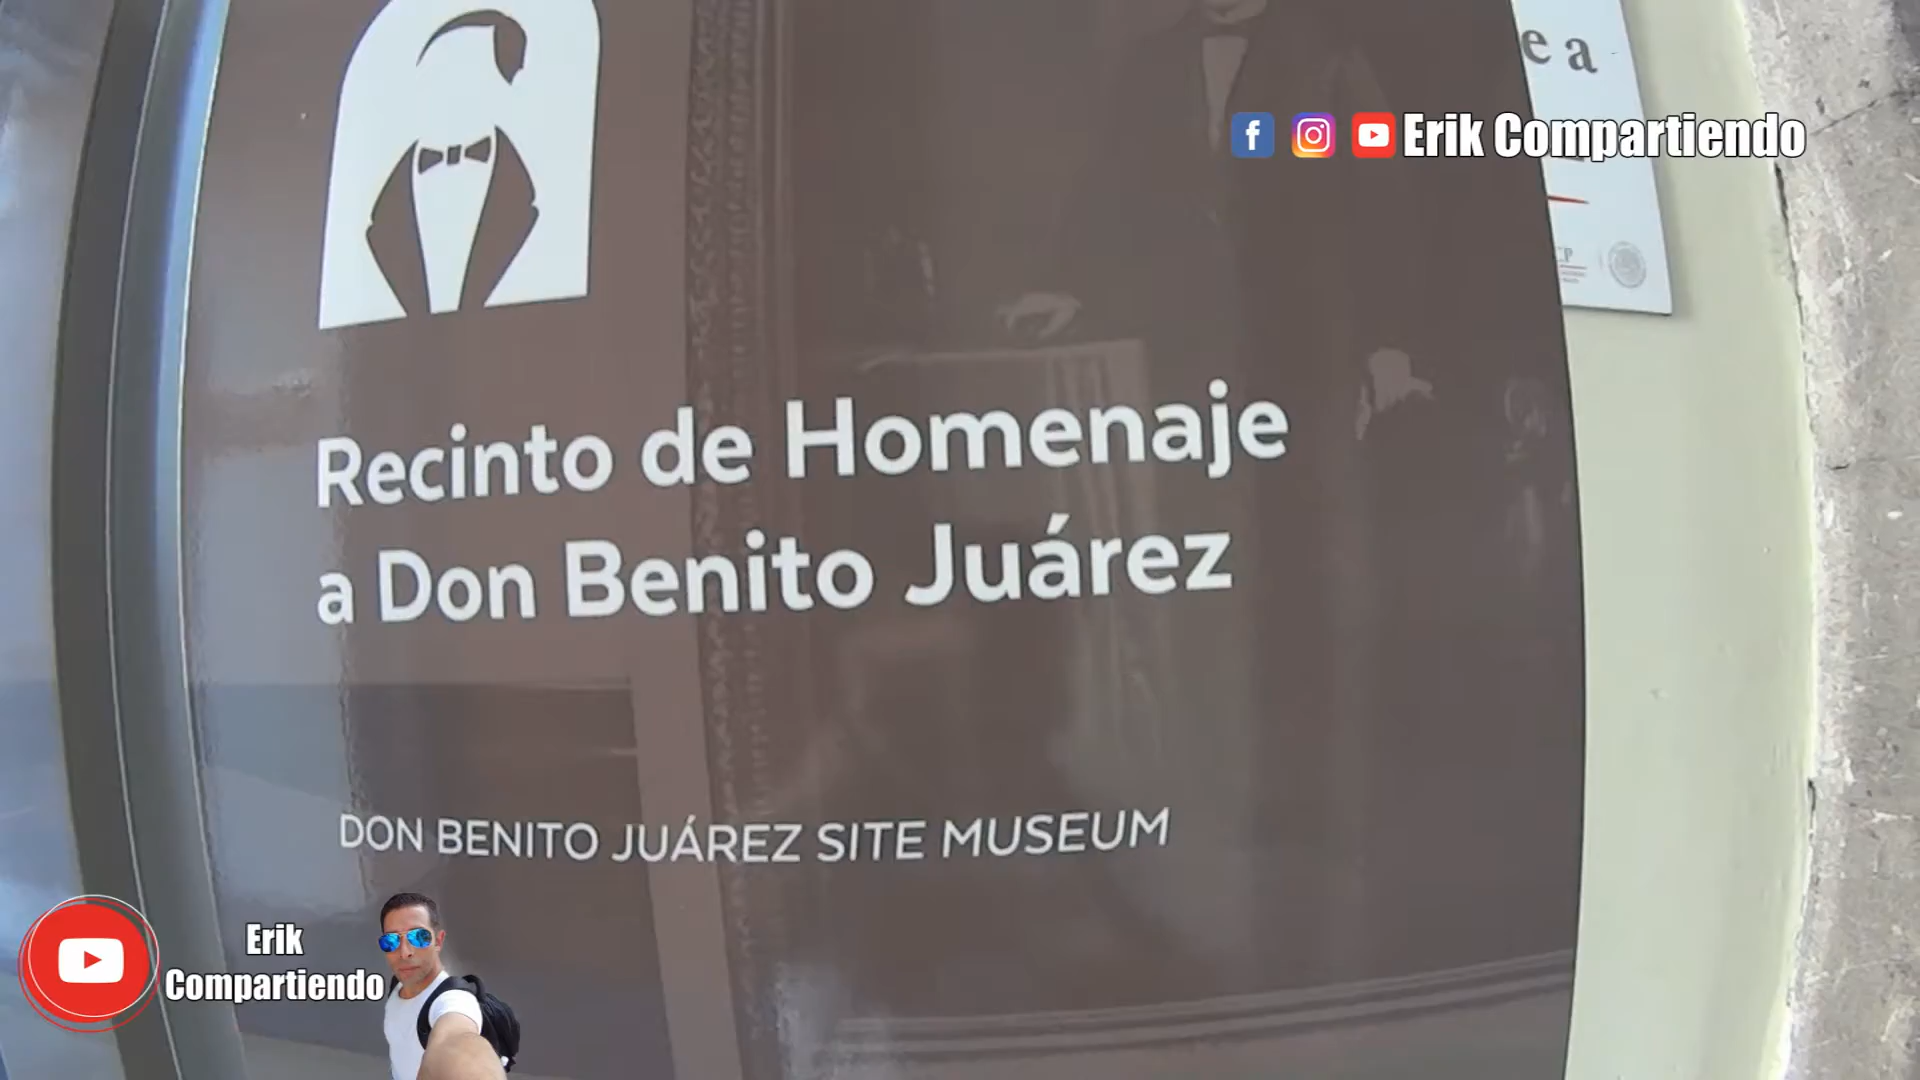 e a
Erik Compartiendo
Recinto de Homenaje
a Don Benito Juárez
DON BENITO JUÁREZ SITE MUSEUM
Erik
Compartiendo